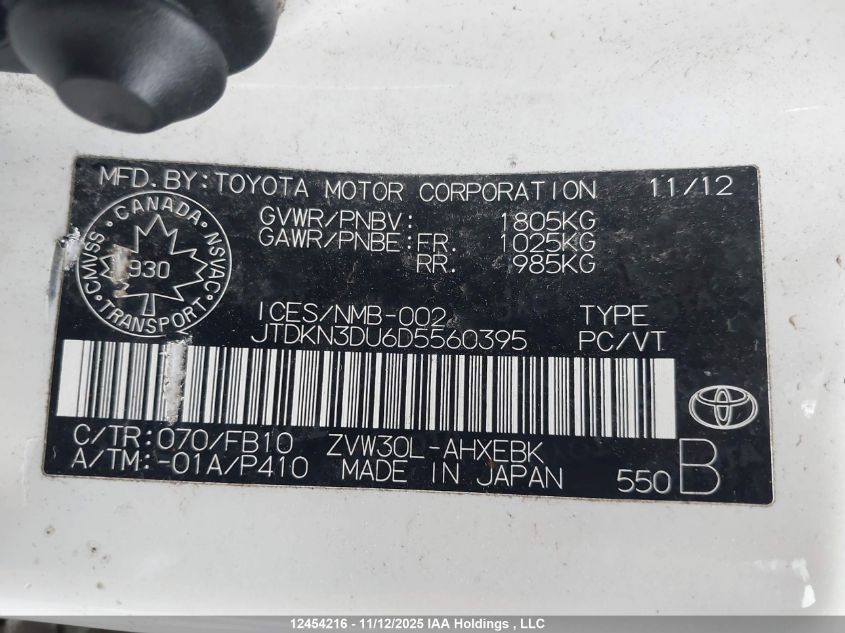 MFD. BY: TOYOTA MOTOR CORPORATION 11/12
GVWR/PNBV: 1805KG
GAWR/PNBE: FR. 1025KG
RR. 985KG
CANADA
CMVSS 930 NSVAC
TRANSPORT
ICES/NMB-002 TYPE
JTDKN3DU6D5560395 PC/VT
C/TR: 070/FB10 ZVW30L-AHXEBK
A/TM: -01A/P410 MADE IN JAPAN 550 B
12454216 - 11/12/2025 IAA Holdings , LLC